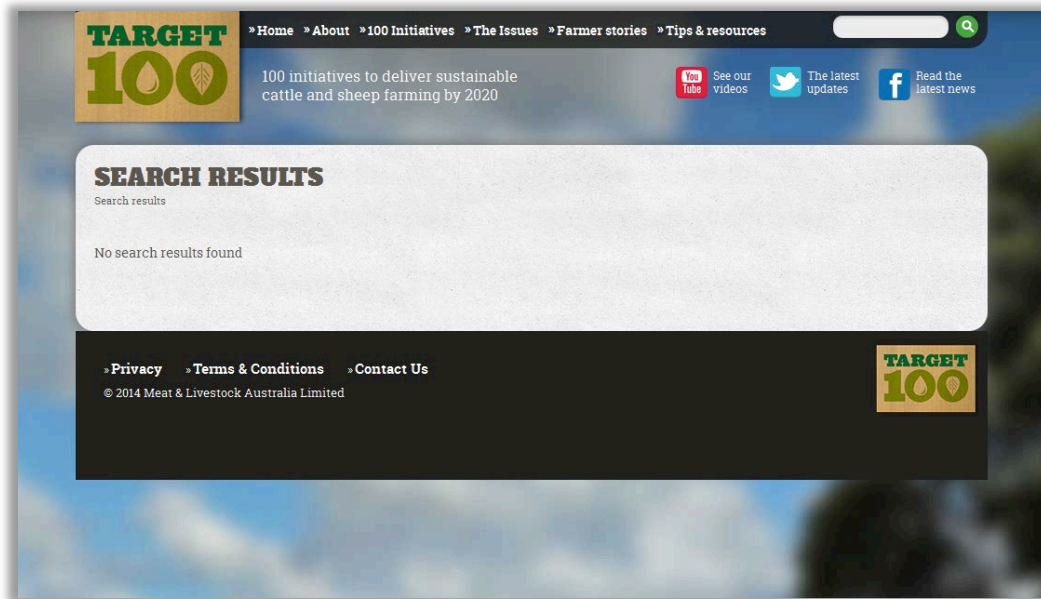 TARGET
100
» Home » About » 100 Initiatives » The Issues » Farmer stories » Tips & resources
100 initiatives to deliver sustainable
cattle and sheep farming by 2020
You
Tube
See our
videos
The latest
updates
f
Read the
latest news
SEARCH RESULTS
Search results
No search results found
» Privacy » Terms & Conditions » Contact Us
© 2014 Meat & Livestock Australia Limited
TARGET
100